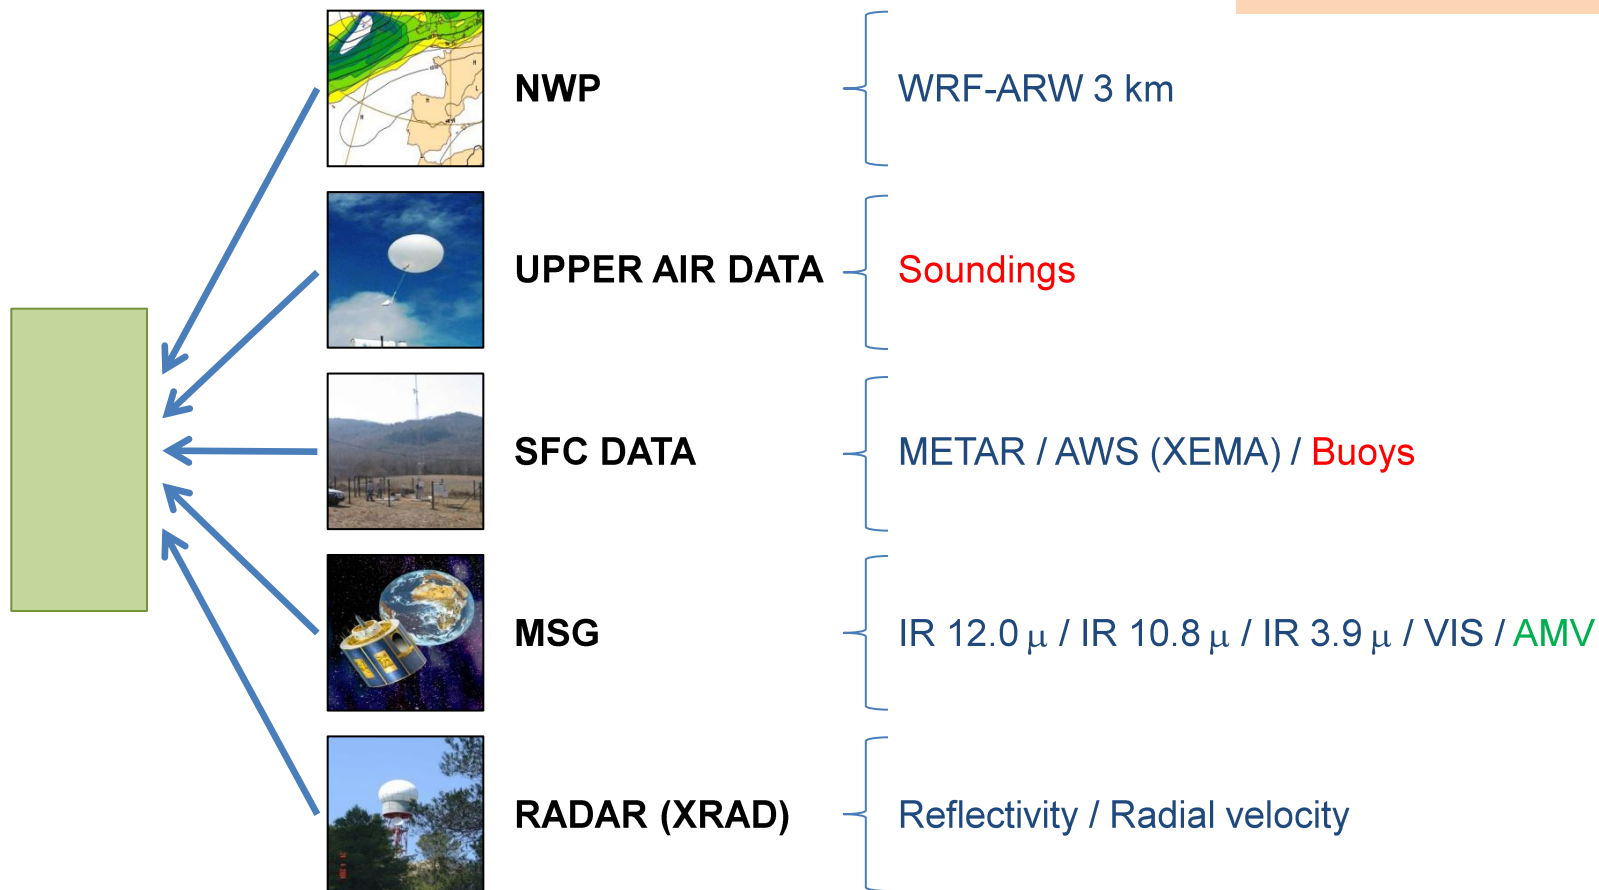 NWP WRF-ARW 3 km
UPPER AIR DATA Soundings
SFC DATA METAR / AWS (XEMA) / Buoys
MSG IR 12.0 μ / IR 10.8 μ / IR 3.9 μ / VIS / AMV
RADAR (XRAD) Reflectivity / Radial velocity